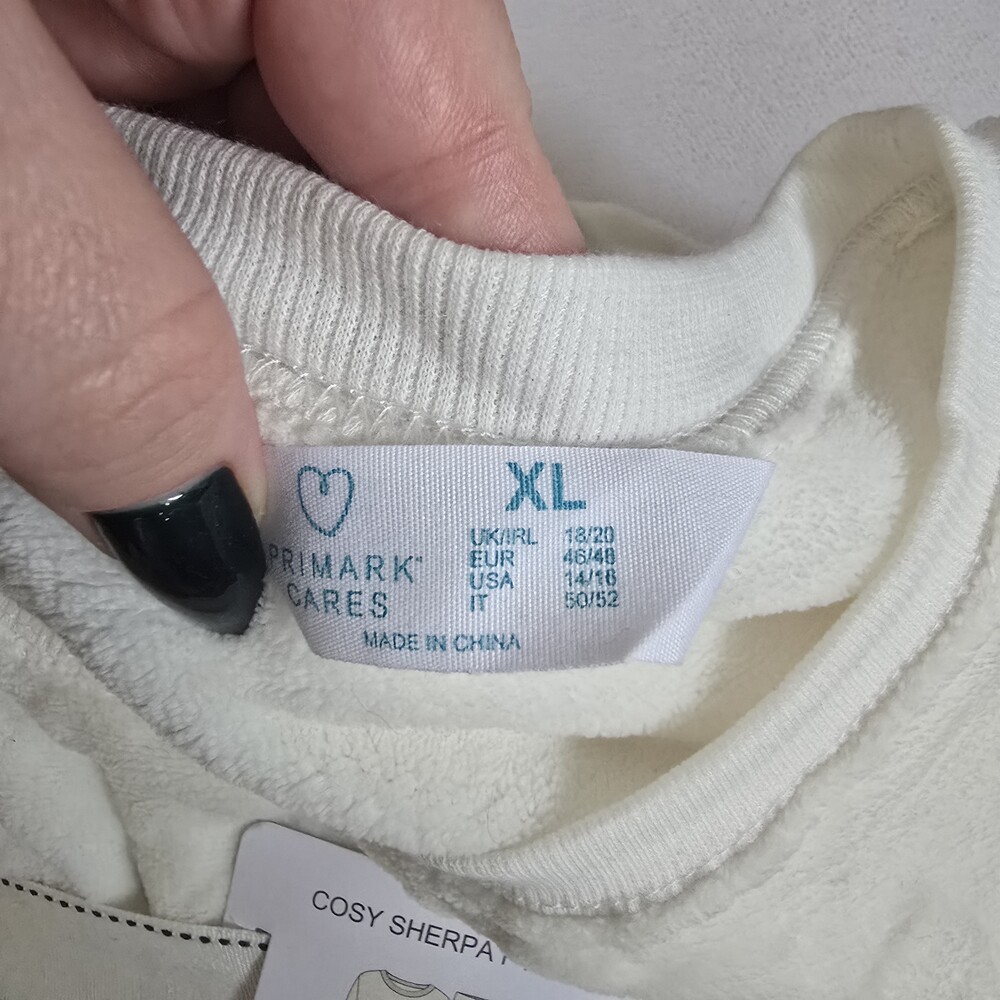 XL
PRIMARK
CARES
UK/IRL 18/20
EUR 46/48
USA 14/16
IT 50/52
MADE IN CHINA
COSY SHERPA